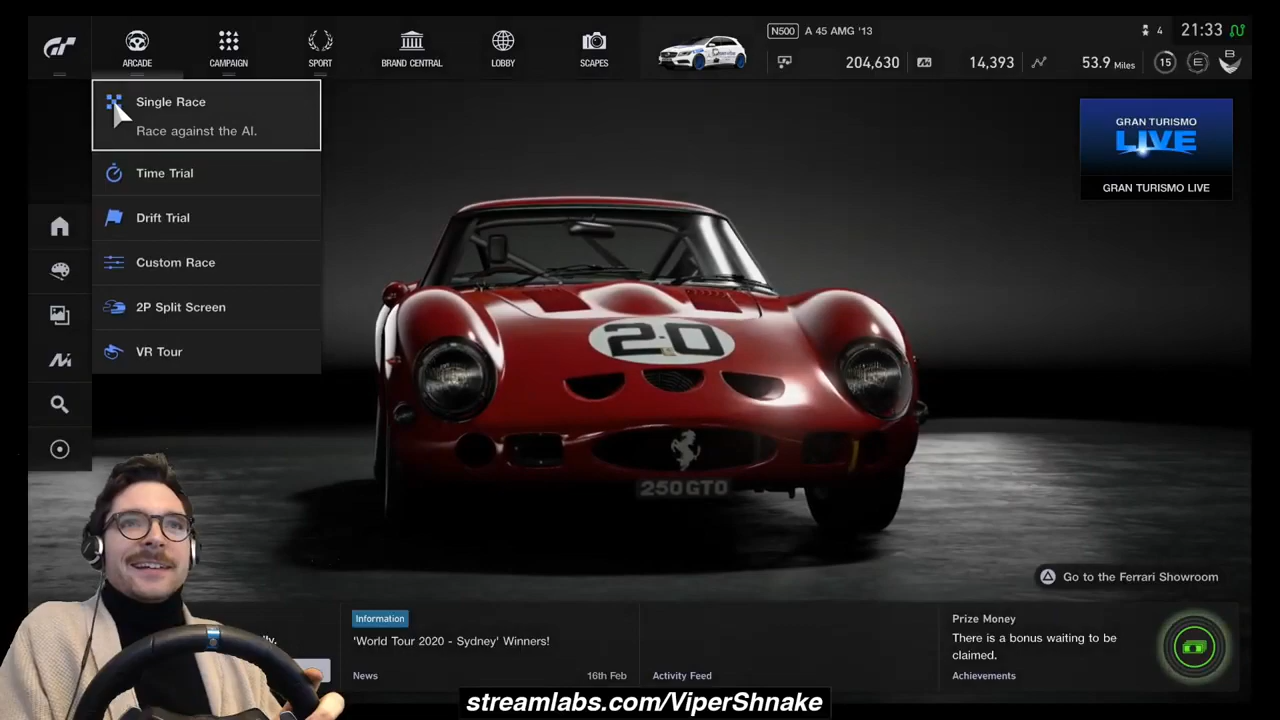 ARCADE
CAMPAIGN
SPORT
BRAND CENTRAL
LOBBY
SCAPES
N500 A 45 AMG '13
4 21:33
204,630 14,393 53.9 Miles 15 E B
Single Race
Race against the AI.
Time Trial
Drift Trial
Custom Race
2P Split Screen
VR Tour
GRAN TURISMO
LIVE
GRAN TURISMO LIVE
20
250 GTO
Go to the Ferrari Showroom
Information
'World Tour 2020 - Sydney' Winners!
News 16th Feb
Activity Feed
Prize Money
There is a bonus waiting to be
claimed.
Achievements
streamlabs.com/ViperShnake